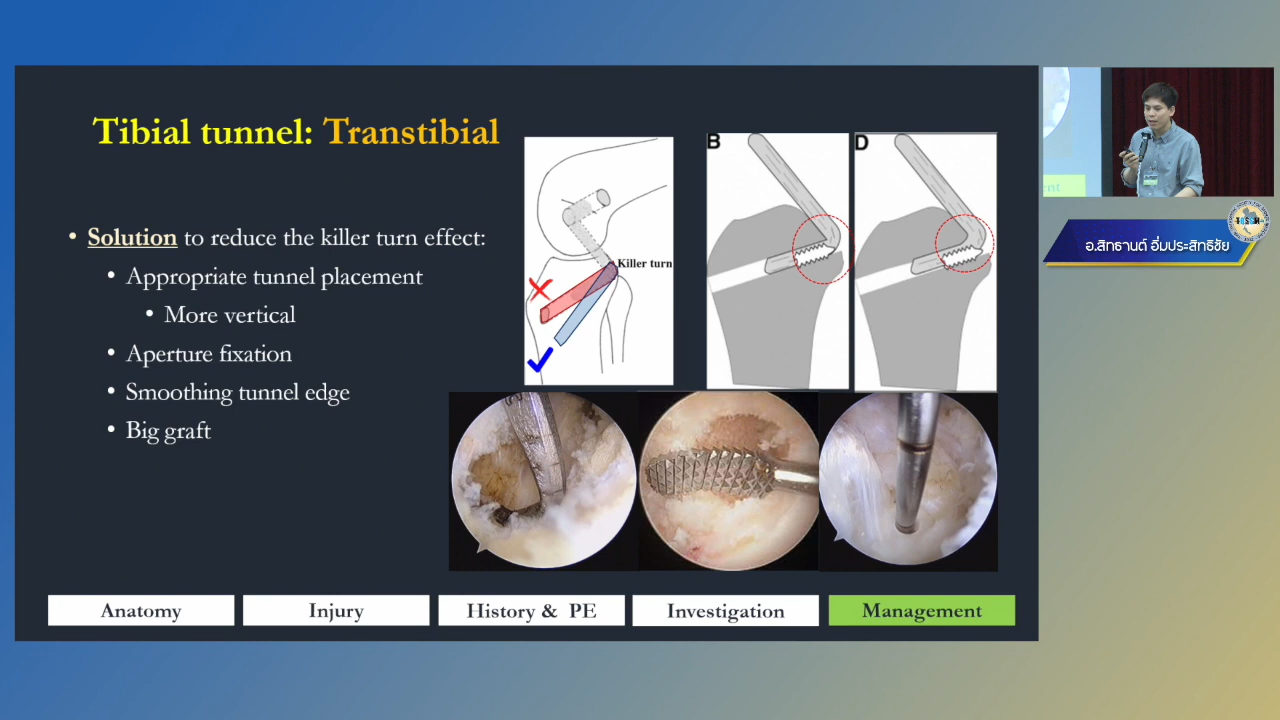 Tibial tunnel: Transtibial
• Solution to reduce the killer turn effect:
• Appropriate tunnel placement
• More vertical
• Aperture fixation
• Smoothing tunnel edge
• Big graft
Killer turn
B
D
อ.สิทธานต์ อิ่มประสิทธิชัย
Anatomy
Injury
History & PE
Investigation
Management